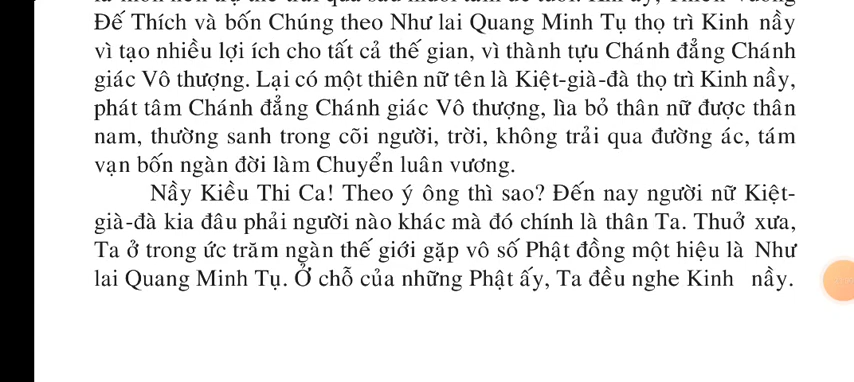 Đế Thích và bốn Chúng theo Như lai Quang Minh Tụ thọ trì Kinh nầy
vì tạo nhiều lợi ích cho tất cả thế gian, vì thành tựu Chánh đẳng Chánh
giác Vô thượng. Lại có một thiên nữ tên là Kiệt-già-đà thọ trì Kinh nầy,
phát tâm Chánh đẳng Chánh giác Vô thượng, lìa bỏ thân nữ được thân
nam, thường sanh trong cõi người, trời, không trải qua đường ác, tám
vạn bốn ngàn đời làm Chuyển luân vương.
Nầy Kiều Thi Ca! Theo ý ông thì sao? Đến nay người nữ Kiệt-
già-đà kia đâu phải người nào khác mà đó chính là thân Ta. Thuở xưa,
Ta ở trong ức trăm ngàn thế giới gặp vô số Phật đồng một hiệu là Như
lai Quang Minh Tụ. Ở chỗ của những Phật ấy, Ta đều nghe Kinh nầy.